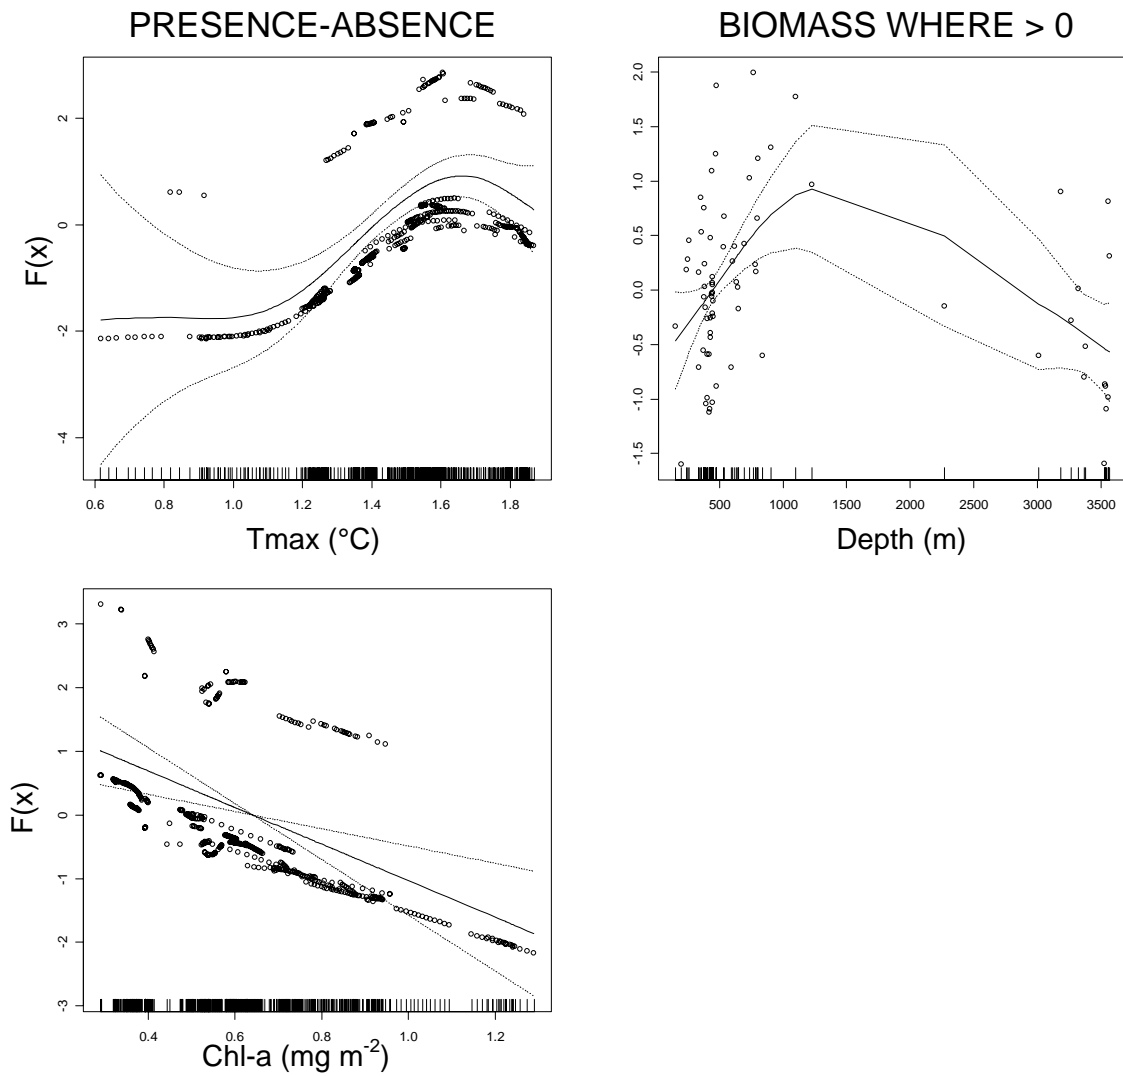 PRESENCE-ABSENCE
BIOMASS WHERE > 0
F(x)
2
0
-2
-4
0.6 0.8 1.0 1.2 1.4 1.6 1.8
Tmax (°C)
2.0
1.5
1.0
0.5
0.0
-0.5
-1.0
-1.5
500 1000 1500 2000 2500 3000 3500
Depth (m)
F(x)
3
2
1
0
-1
-2
-3
0.4 0.6 0.8 1.0 1.2
Chl-a (mg m-2)